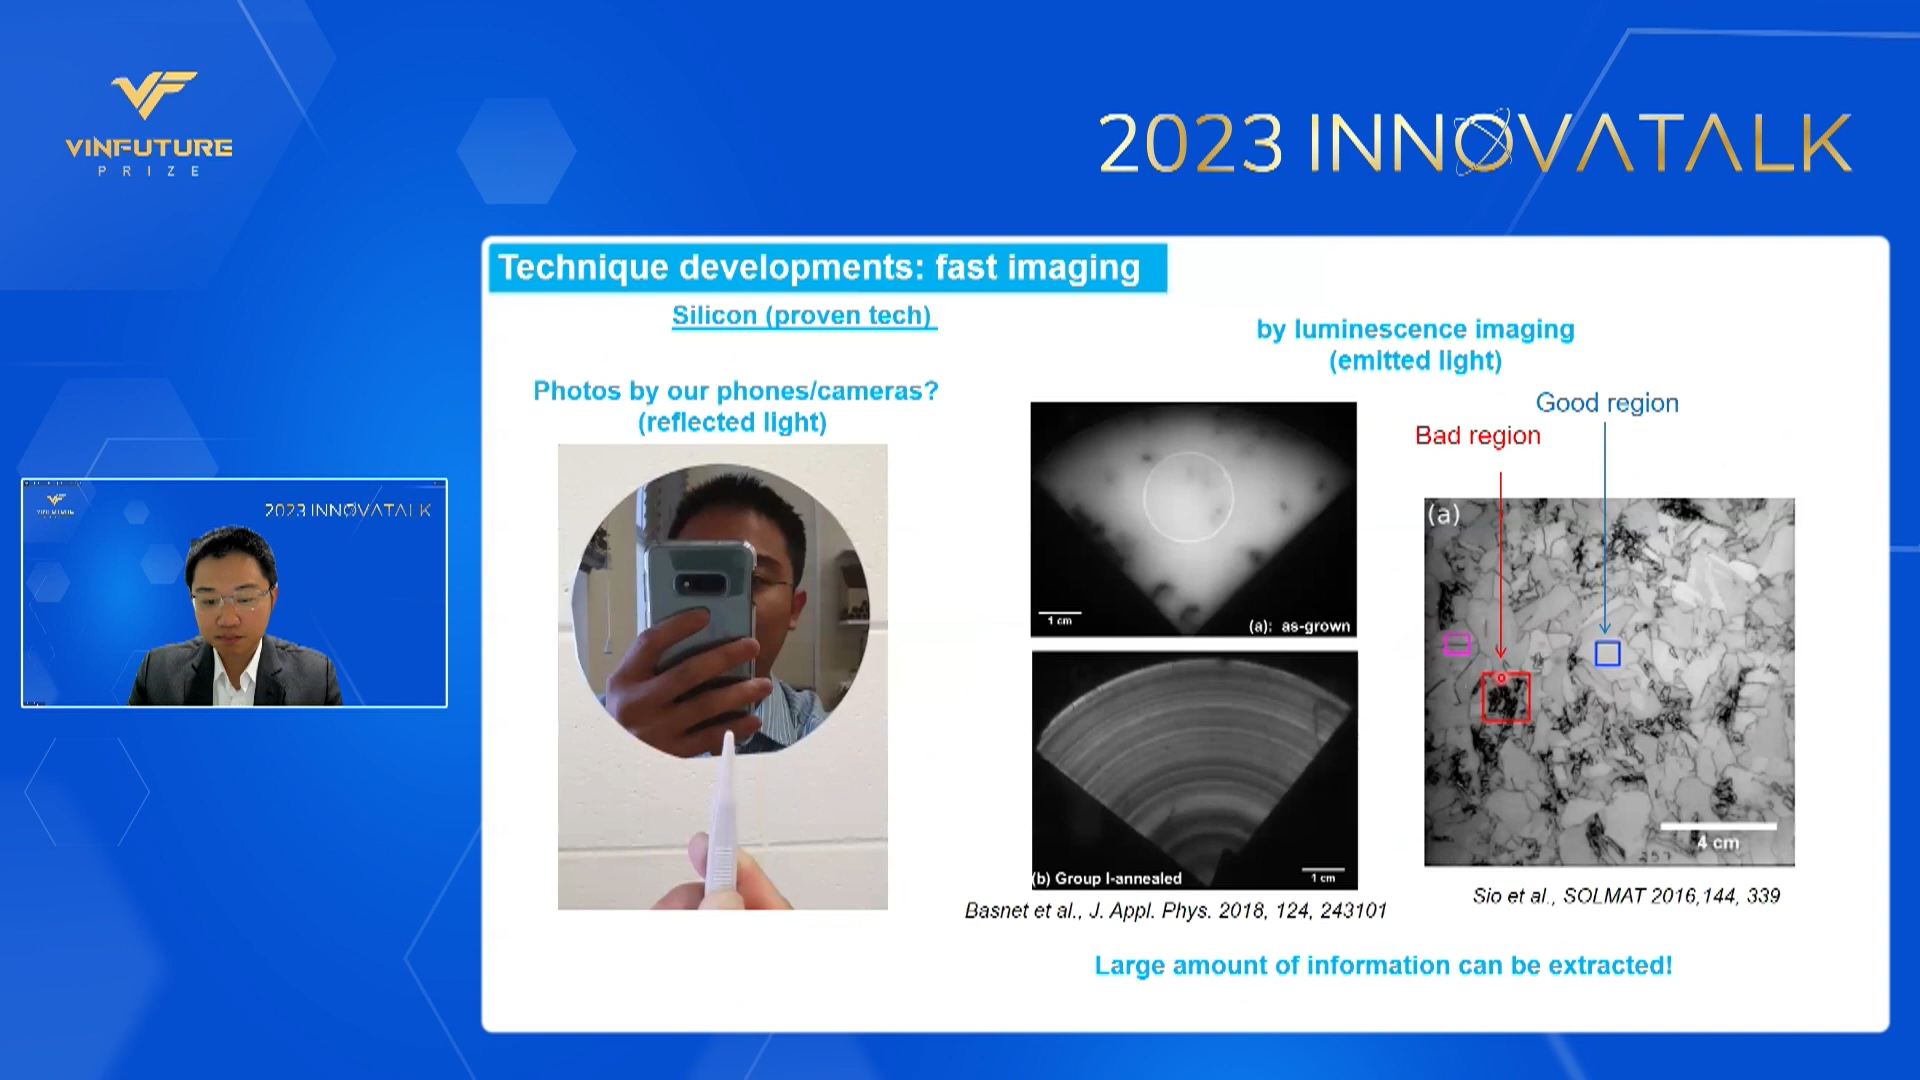 VINFUTURE
PRIZE
2023 INNOVATALK
2023 INNOVATALK
Technique developments: fast imaging
Silicon (proven tech)
Photos by our phones/cameras?
(reflected light)
by luminescence imaging
(emitted light)
Good region
Bad region
1 cm
(a): as-grown
(b) Group I-annealed
1 cm
(a)
4 cm
Basnet et al., J. Appl. Phys. 2018, 124, 243101
Sio et al., SOLMAT 2016,144, 339
Large amount of information can be extracted!